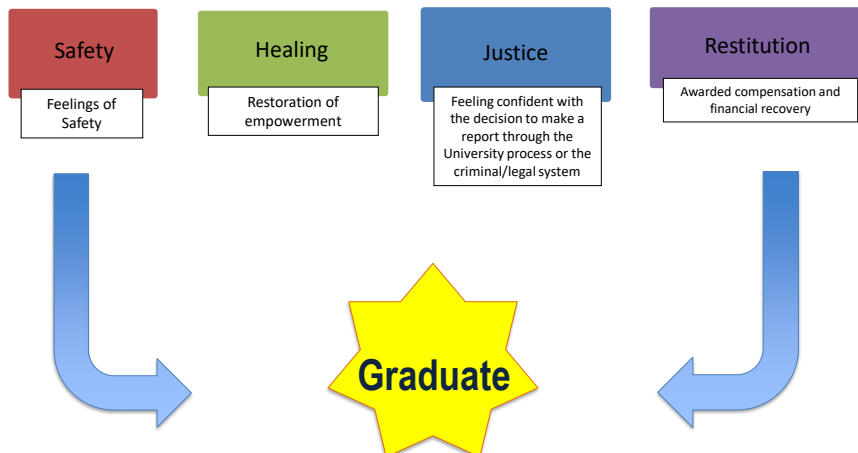 Safety
Feelings of
Safety
Healing
Restoration of
empowerment
Justice
Feeling confident with
the decision to make a
report through the
University process or the
criminal/legal system
Restitution
Awarded compensation and
financial recovery
Graduate